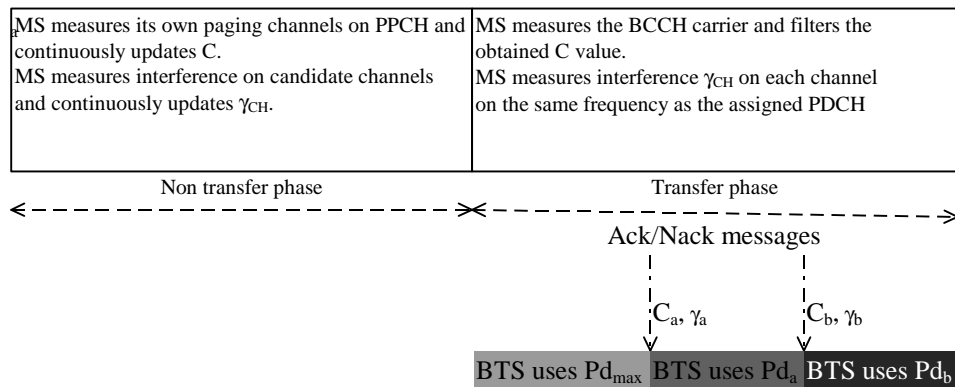 MS measures its own paging channels on PPCH and
continuously updates C.
MS measures interference on candidate channels
and continuously updates γCH.
MS measures the BCCH carrier and filters the
obtained C value.
MS measures interference γCH on each channel
on the same frequency as the assigned PDCH
a
Non transfer phase
Transfer phase
Ack/Nack messages
Ca, γa
Cb, γb
BTS uses Pdmax
BTS uses Pda
BTS uses Pdb